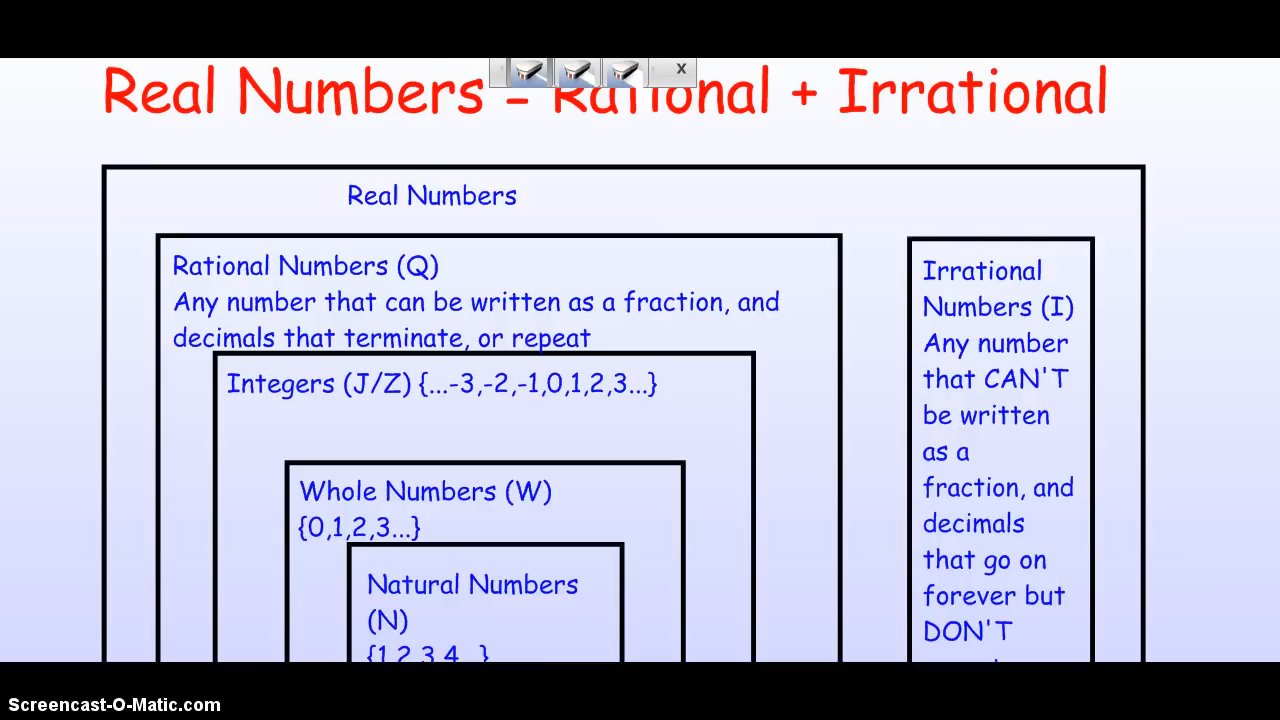 Real Numbers = Rational + Irrational
x
Real Numbers
Rational Numbers (Q)
Any number that can be written as a fraction, and
decimals that terminate, or repeat
Integers (J/Z) {...-3,-2,-1,0,1,2,3...}
Whole Numbers (W)
{0,1,2,3...}
Natural Numbers
(N)
{1,2,3,4...}
Irrational
Numbers (I)
Any number
that CAN'T
be written
as a
fraction, and
decimals
that go on
forever but
DON'T
Screencast-O-Matic.com